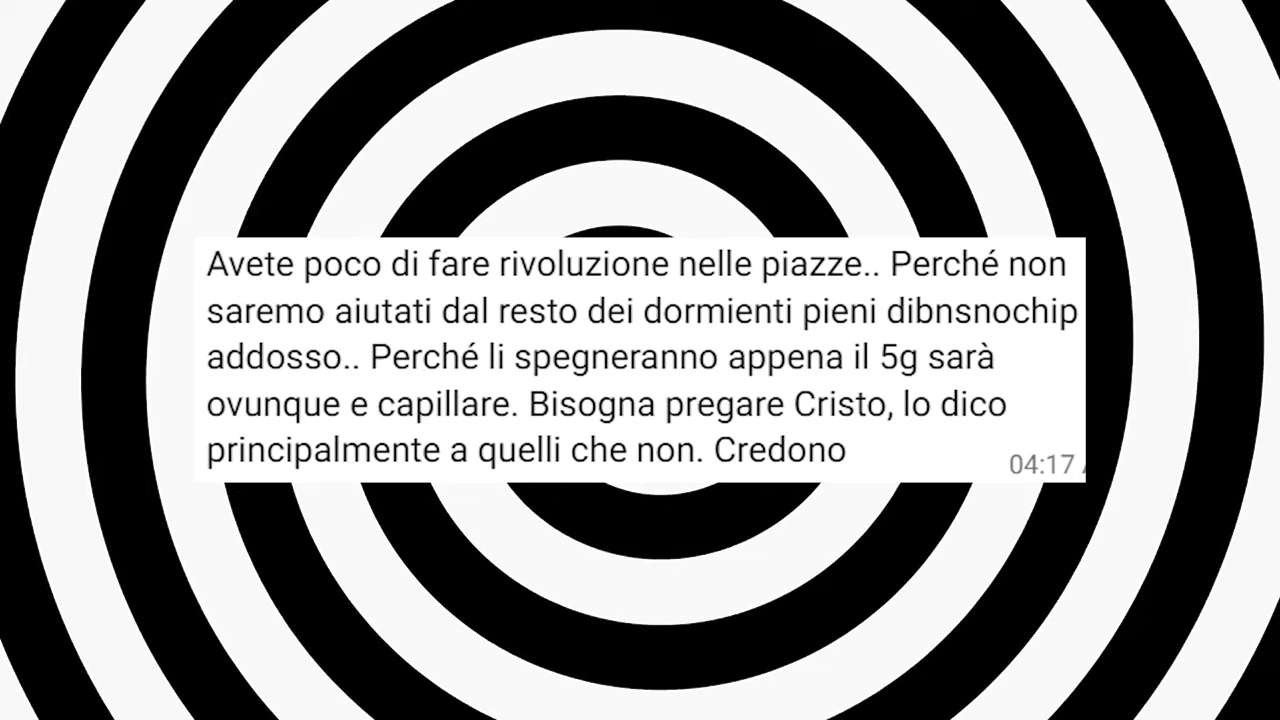 Avete poco di fare rivoluzione nelle piazze.. Perché non
saremo aiutati dal resto dei dormienti pieni dibnsnochip
addosso.. Perché li spegneranno appena il 5g sarà
ovunque e capillare. Bisogna pregare Cristo, lo dico
principalmente a quelli che non. Credono
04:17